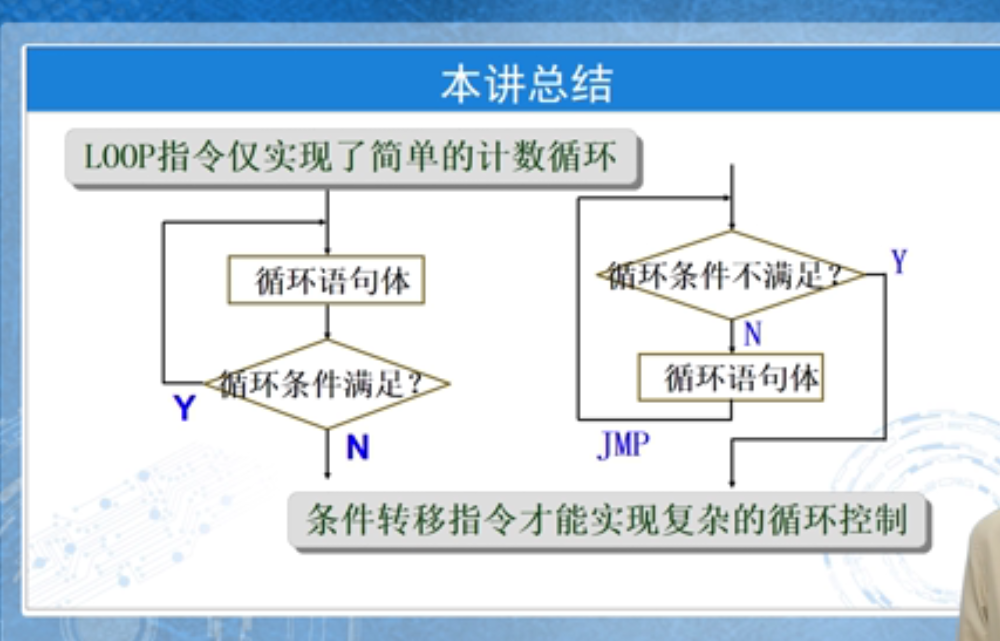 本讲总结
LOOP指令仅实现了简单的计数循环
循环语句体
循环条件满足?
Y
N
循环条件不满足?
Y
N
循环语句体
JMP
条件转移指令才能实现复杂的循环控制